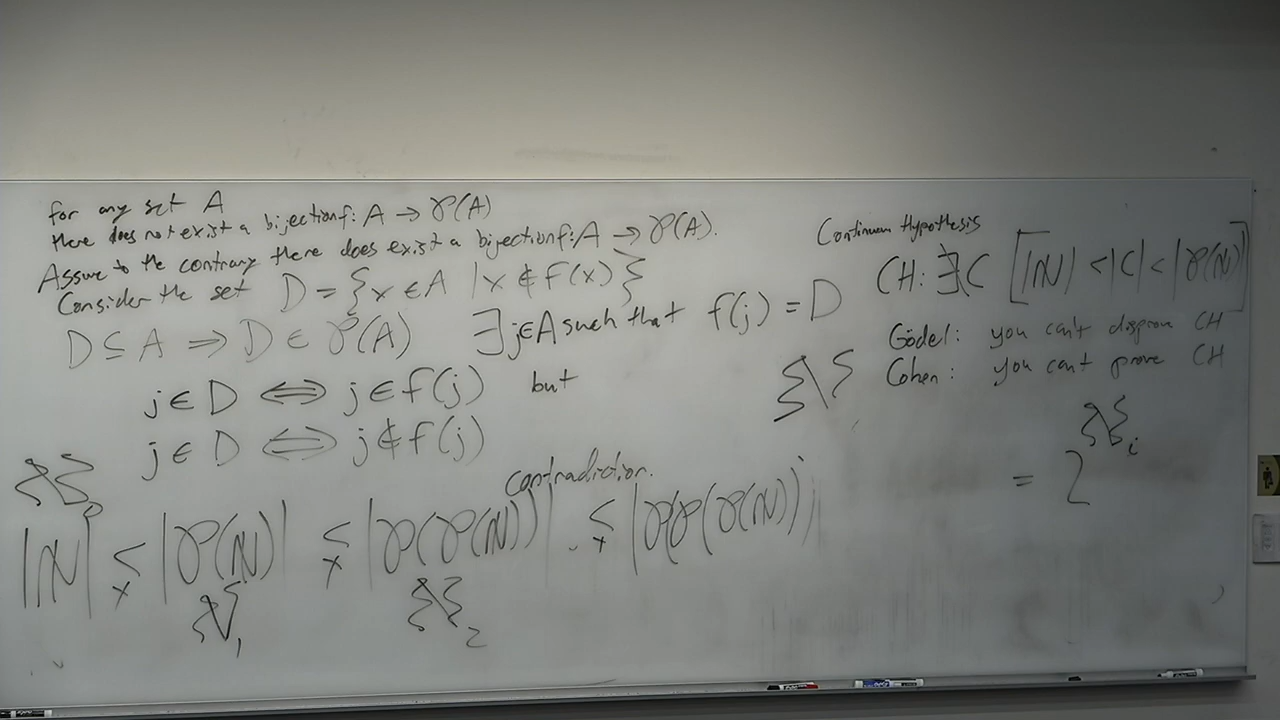 for any set A
there does not exist a bijection f: A → 𝒫(A)
Assume to the contrary there does exist a bijection f: A → 𝒫(A).
Consider the set D = {x ∈ A | x ∉ f(x)}
D ⊆ A ⇒ D ∈ 𝒫(A) ∃ j∈A such that f(j) = D
j ∈ D ⟺ j ∈ f(j) but
j ∈ D ⟺ j ∉ f(j)
contradiction.
ℵ₀
|ℕ| ≤ |𝒫(ℕ)| ≤ |𝒫(𝒫(ℕ))| ≤ |𝒫(𝒫(𝒫(ℕ))|
ℵ₁ ℵ₂
Continuum Hypothesis
CH: ∄C [|ℕ| < |C| < |𝒫(ℕ)|]
Gödel: you can't disprove CH
Cohen: you can't prove CH
ℵ
= 2^ℵᵢ